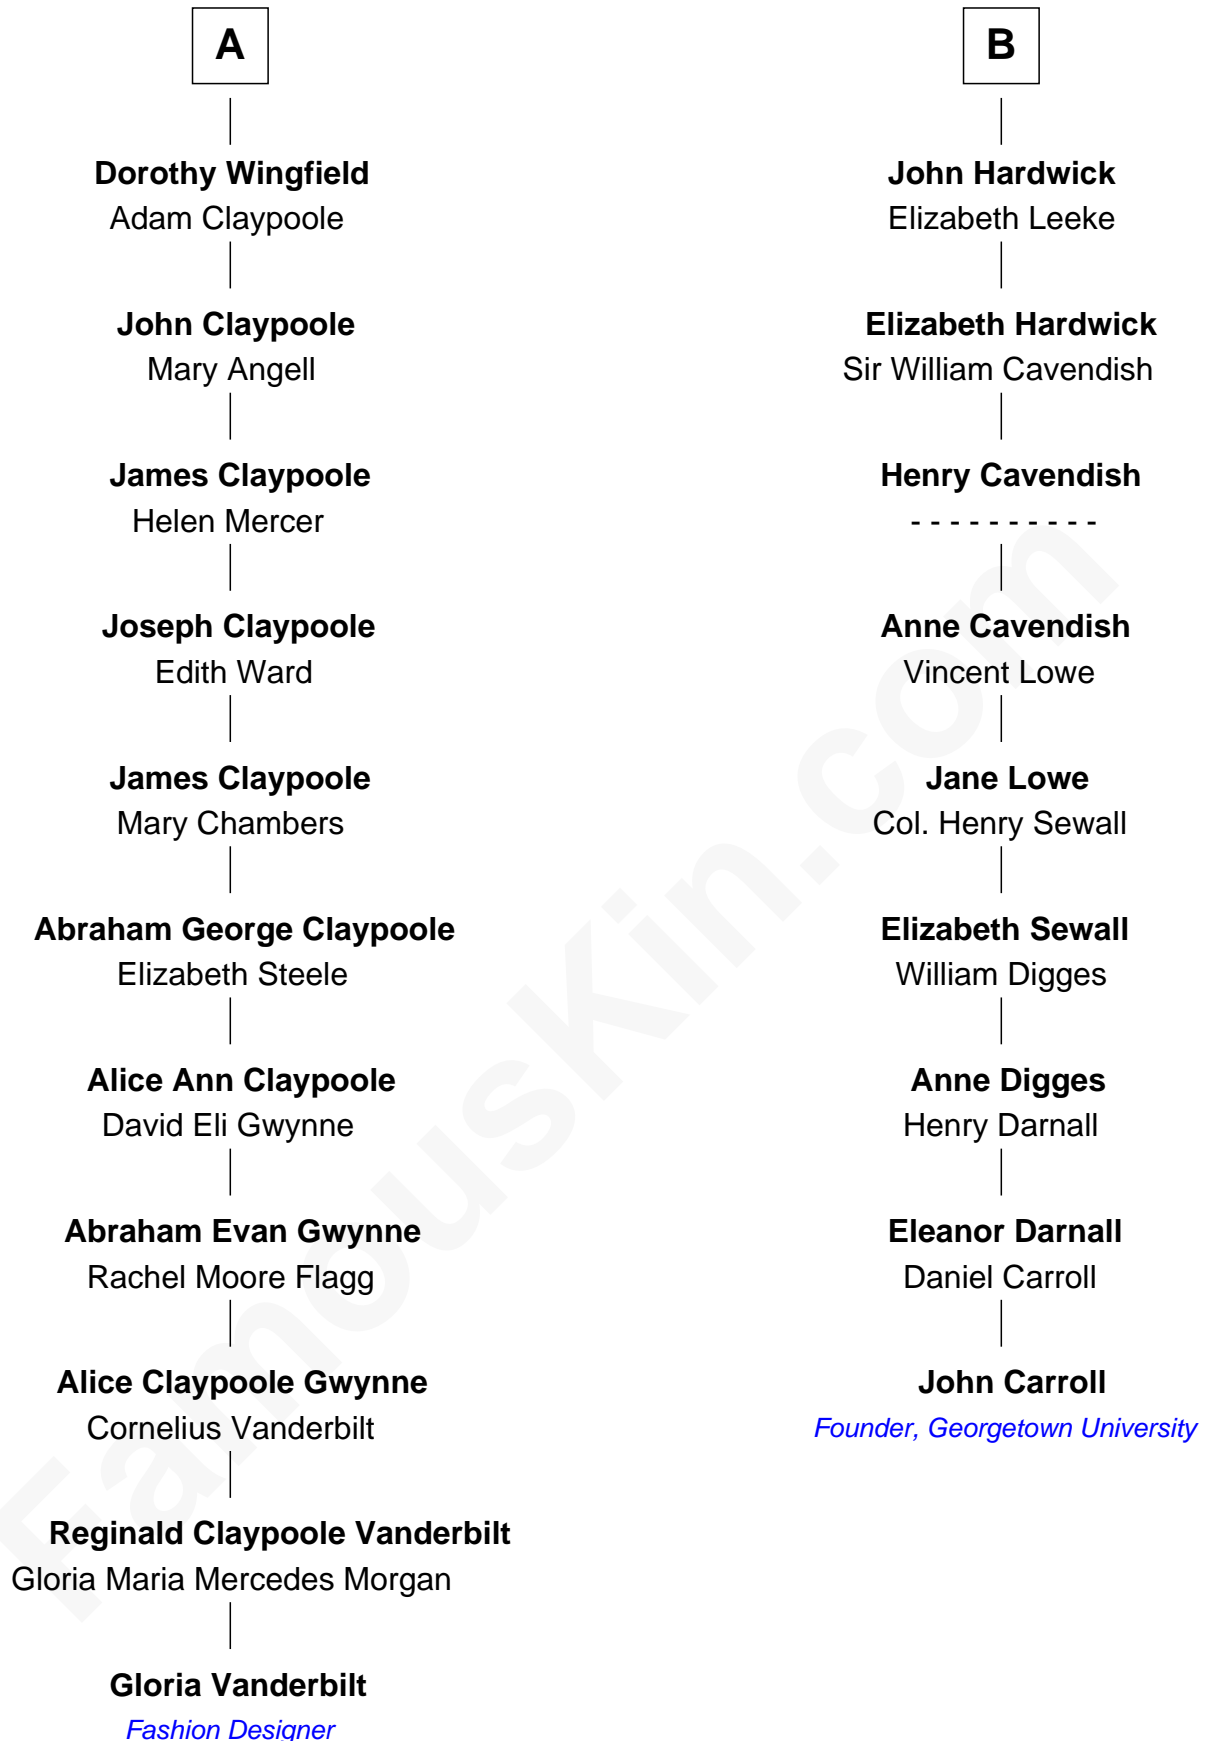 A
Dorothy Wingfield
Adam Claypoole
John Claypoole
Mary Angell
James Claypoole
Helen Mercer
Joseph Claypoole
Edith Ward
James Claypoole
Mary Chambers
Abraham George Claypoole
Elizabeth Steele
Alice Ann Claypoole
David Eli Gwynne
Abraham Evan Gwynne
Rachel Moore Flagg
Alice Claypoole Gwynne
Cornelius Vanderbilt
Reginald Claypoole Vanderbilt
Gloria Maria Mercedes Morgan
Gloria Vanderbilt
Fashion Designer
B
John Hardwick
Elizabeth Leeke
Elizabeth Hardwick
Sir William Cavendish
Henry Cavendish
- - - - - - - - - -
Anne Cavendish
Vincent Lowe
Jane Lowe
Col. Henry Sewall
Elizabeth Sewall
William Digges
Anne Digges
Henry Darnall
Eleanor Darnall
Daniel Carroll
John Carroll
Founder, Georgetown University
FamousKin.com